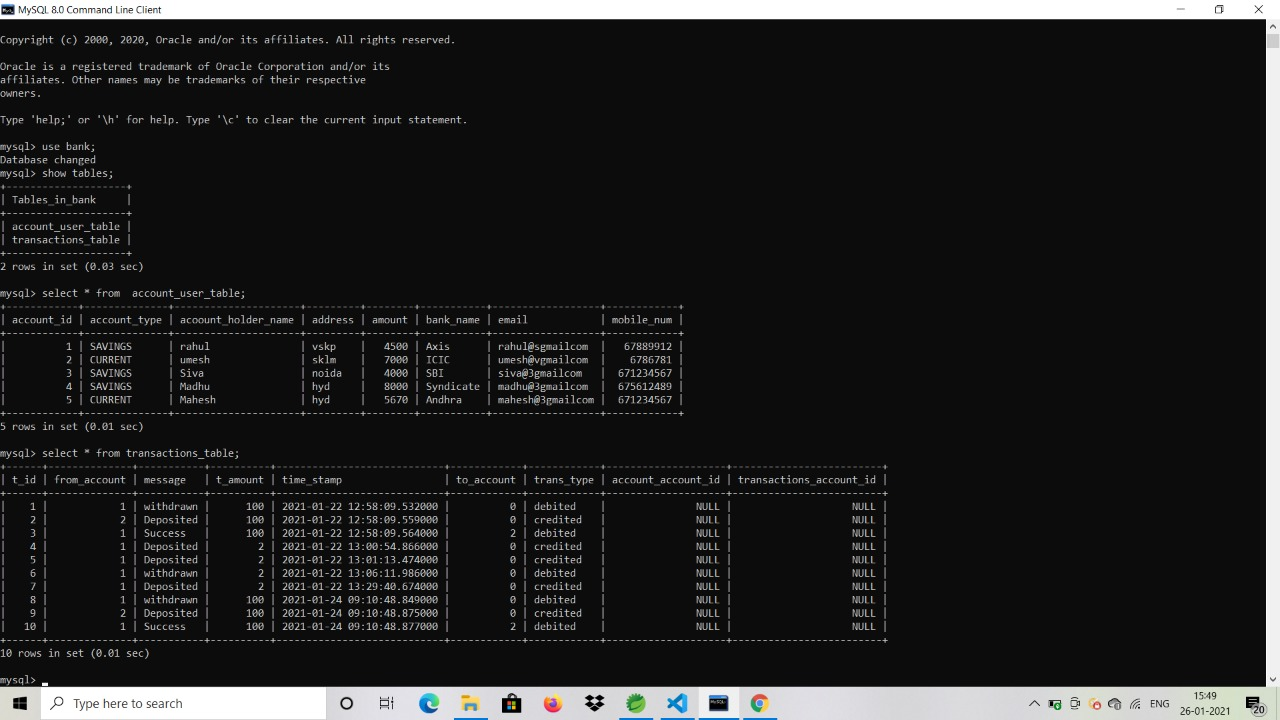 MySQL 8.0 Command Line Client
Copyright (c) 2000, 2020, Oracle and/or its affiliates. All rights reserved.
Oracle is a registered trademark of Oracle Corporation and/or its
affiliates. Other names may be trademarks of their respective
owners.
Type 'help;' or '\h' for help. Type '\c' to clear the current input statement.
mysql> use bank;
Database changed
mysql> show tables;
+--------------------+
| Tables_in_bank     |
+--------------------+
| account_user_table |
| transactions_table |
+--------------------+
2 rows in set (0.03 sec)
mysql> select * from  account_user_table;
+------------+--------------+---------------------+---------+--------+-----------+------------------+------------+
| account_id | account_type | acoount_holder_name | address | amount | bank_name | email            | mobile_num |
+------------+--------------+---------------------+---------+--------+-----------+------------------+------------+
|          1 | SAVINGS      | rahul               | vskp    |   4500 | Axis      | rahul@sgmailcom  |   67889912 |
|          2 | CURRENT      | umesh               | sklm    |   7000 | ICIC      | umesh@vgmailcom  |    6786781 |
|          3 | SAVINGS      | Siva                | noida   |   4000 | SBI       | siva@3gmailcom   |  671234567 |
|          4 | SAVINGS      | Madhu               | hyd     |   8000 | Syndicate | madhu@3gmailcom  |  675612489 |
|          5 | CURRENT      | Mahesh              | hyd     |   5670 | Andhra    | mahesh@3gmailcom |  671234567 |
+------------+--------------+---------------------+---------+--------+-----------+------------------+------------+
5 rows in set (0.01 sec)
mysql> select * from transactions_table;
+------+--------------+-----------+----------+----------------------------+------------+------------+--------------------+-------------------------+
| t_id | from_account | message   | t_amount | time_stamp                 | to_account | trans_type | account_account_id | transactions_account_id |
+------+--------------+-----------+----------+----------------------------+------------+------------+--------------------+-------------------------+
|    1 |            1 | withdrawn |      100 | 2021-01-22 12:58:09.532000 |          0 | debited    |               NULL |                    NULL |
|    2 |            2 | Deposited |      100 | 2021-01-22 12:58:09.559000 |          0 | credited   |               NULL |                    NULL |
|    3 |            1 | Success   |      100 | 2021-01-22 12:58:09.564000 |          2 | debited    |               NULL |                    NULL |
|    4 |            1 | Deposited |        2 | 2021-01-22 13:00:54.866000 |          0 | credited   |               NULL |                    NULL |
|    5 |            1 | Deposited |        2 | 2021-01-22 13:01:13.474000 |          0 | credited   |               NULL |                    NULL |
|    6 |            1 | withdrawn |        2 | 2021-01-22 13:06:11.986000 |          0 | debited    |               NULL |                    NULL |
|    7 |            1 | Deposited |        2 | 2021-01-22 13:29:40.674000 |          0 | credited   |               NULL |                    NULL |
|    8 |            1 | withdrawn |      100 | 2021-01-24 09:10:48.849000 |          0 | debited    |               NULL |                    NULL |
|    9 |            2 | Deposited |      100 | 2021-01-24 09:10:48.875000 |          0 | credited   |               NULL |                    NULL |
|   10 |            1 | Success   |      100 | 2021-01-24 09:10:48.877000 |          2 | debited    |               NULL |                    NULL |
+------+--------------+-----------+----------+----------------------------+------------+------------+--------------------+-------------------------+
10 rows in set (0.01 sec)
mysql>
Type here to search
ENG
15:49
26-01-2021
20